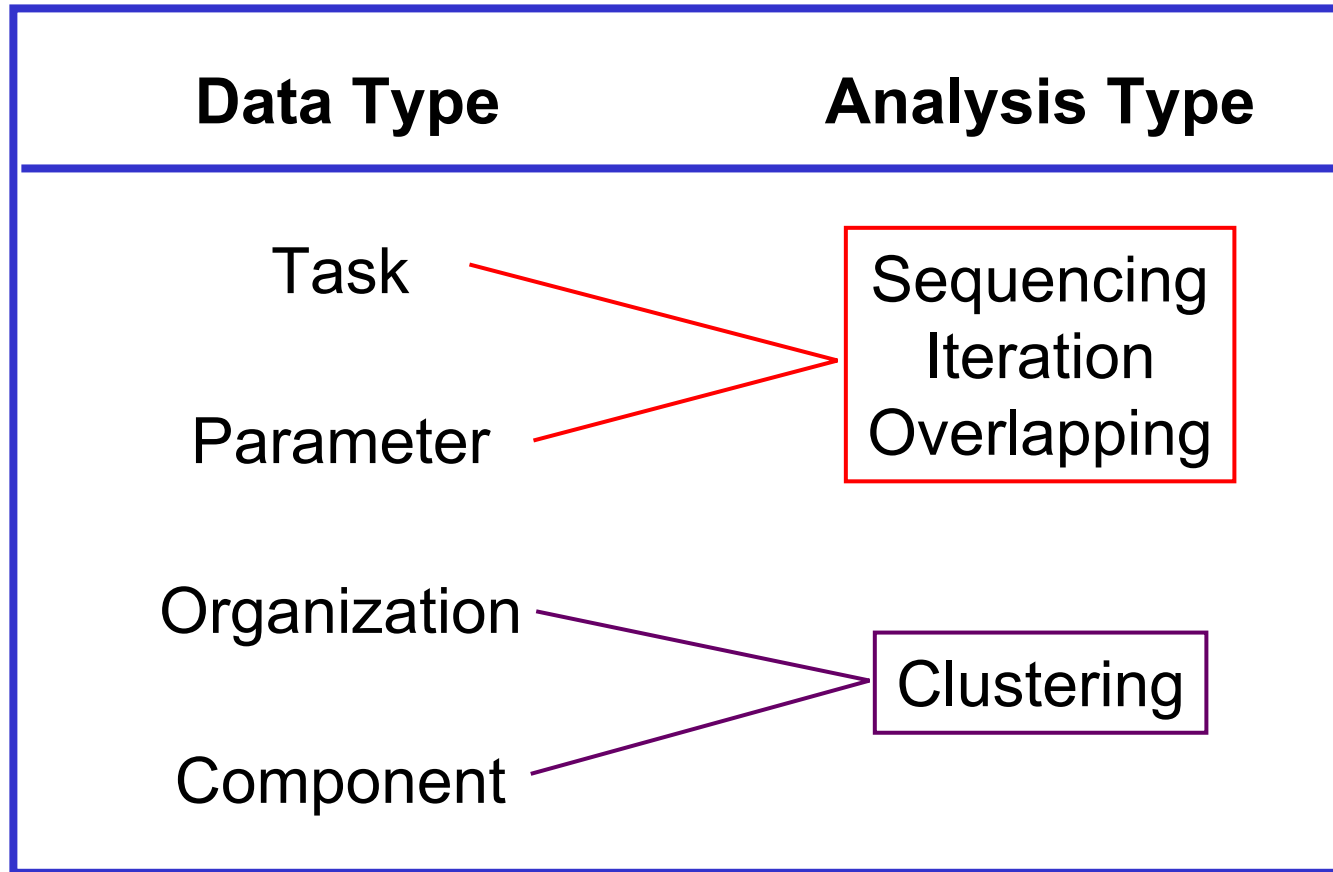 Data Type
Analysis Type
Task
Parameter
Organization
Component
Sequencing
Iteration
Overlapping
Clustering